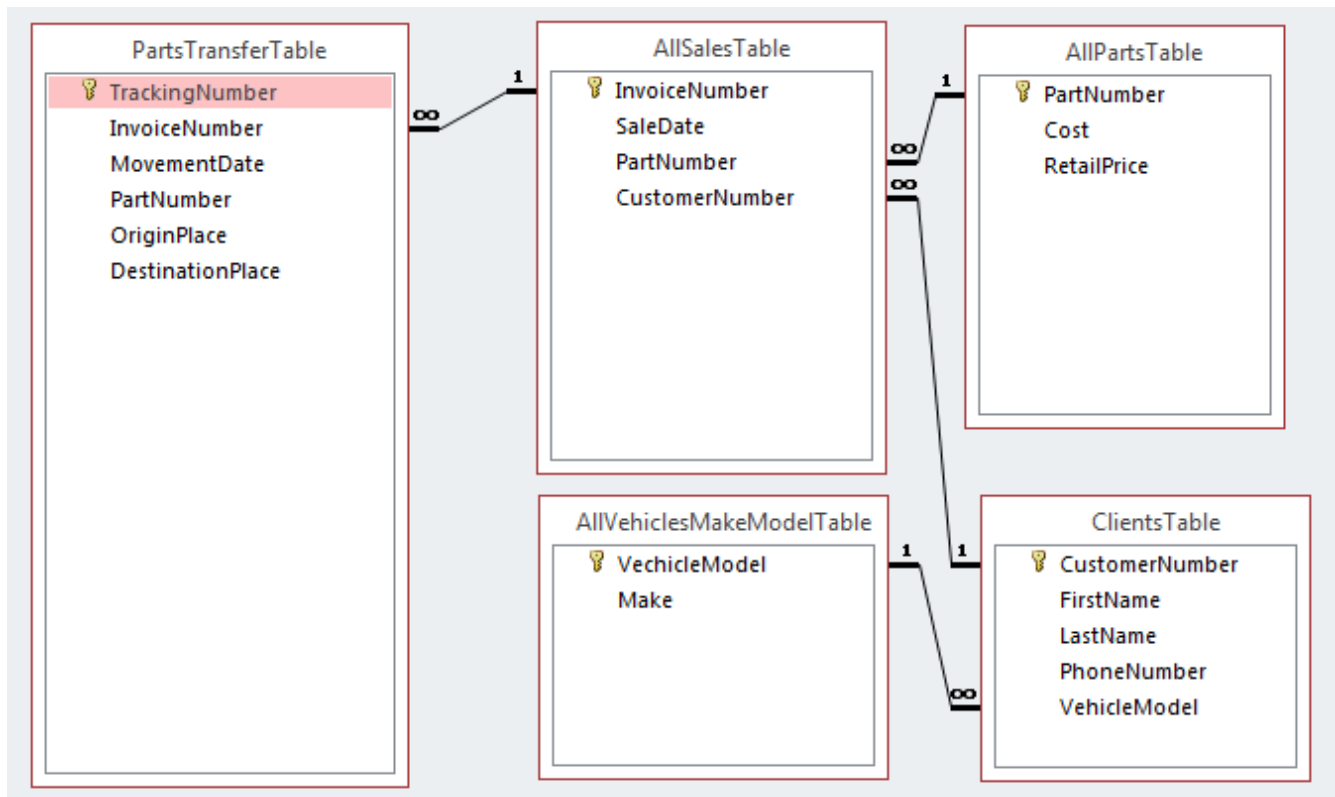 PartsTransferTable
TrackingNumber
InvoiceNumber
MovementDate
PartNumber
OriginPlace
DestinationPlace
∞
1
AllSalesTable
InvoiceNumber
SaleDate
PartNumber
CustomerNumber
∞
∞
1
AllPartsTable
PartNumber
Cost
RetailPrice
AllVehiclesMakeModelTable
VechicleModel
Make
1
1
∞
ClientsTable
CustomerNumber
FirstName
LastName
PhoneNumber
VehicleModel